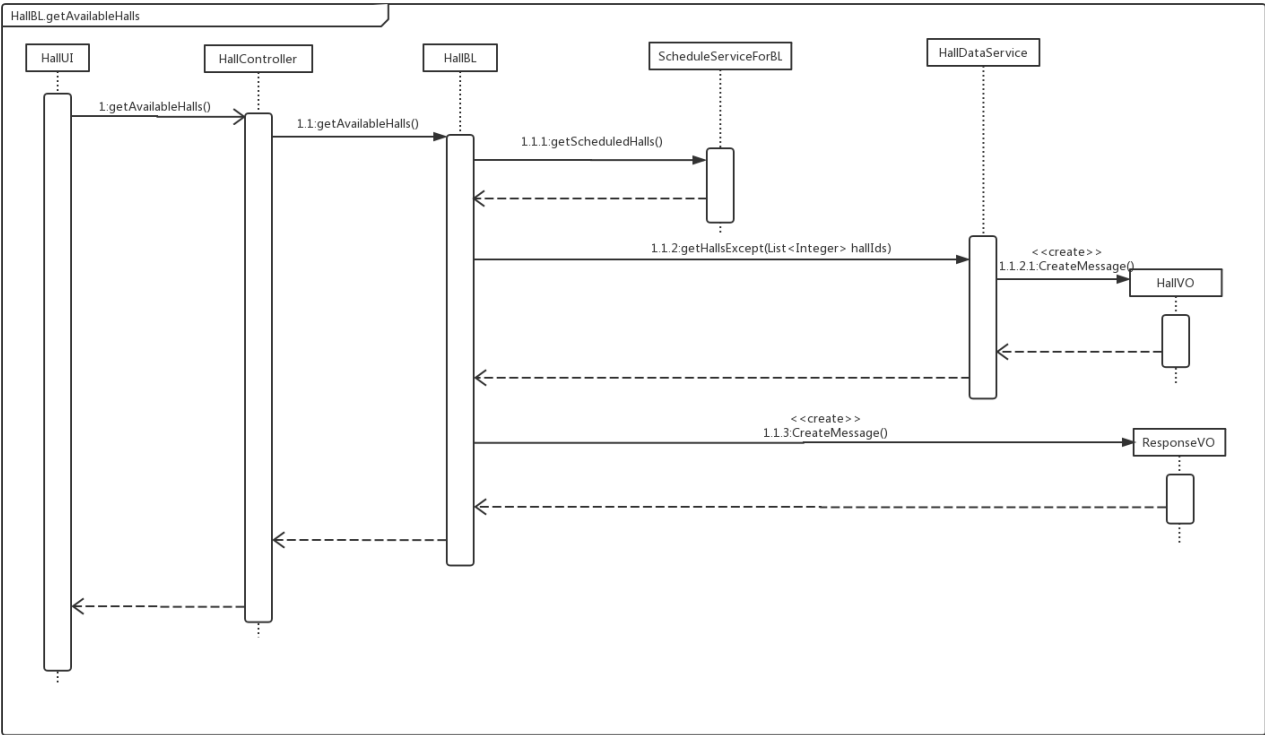 HallBL.getAvailableHalls
HallUI
HallController
HallBL
ScheduleServiceForBL
HallDataService
1:getAvailableHalls()
1.1:getAvailableHalls()
1.1.1:getScheduledHalls()
1.1.2:getHallsExcept(List<Integer> hallIds)
<<create>>
1.1.2.1:CreateMessage()
HallVO
<<create>>
1.1.3:CreateMessage()
ResponseVO